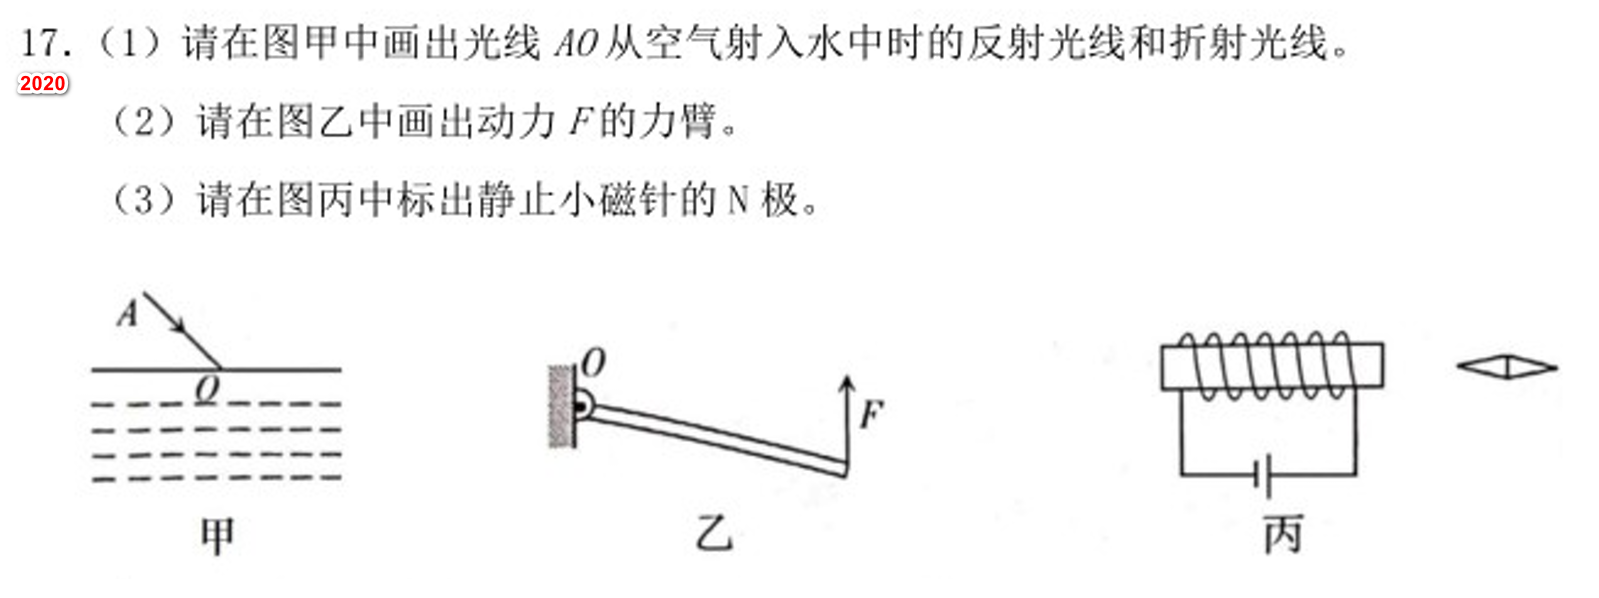 17.（1）请在图甲中画出光线 AO从空气射入水中时的反射光线和折射光线。
2020
（2）请在图乙中画出动力 F的力臂。
（3）请在图丙中标出静止小磁针的 N 极。
A
O
O
F
甲
乙
丙